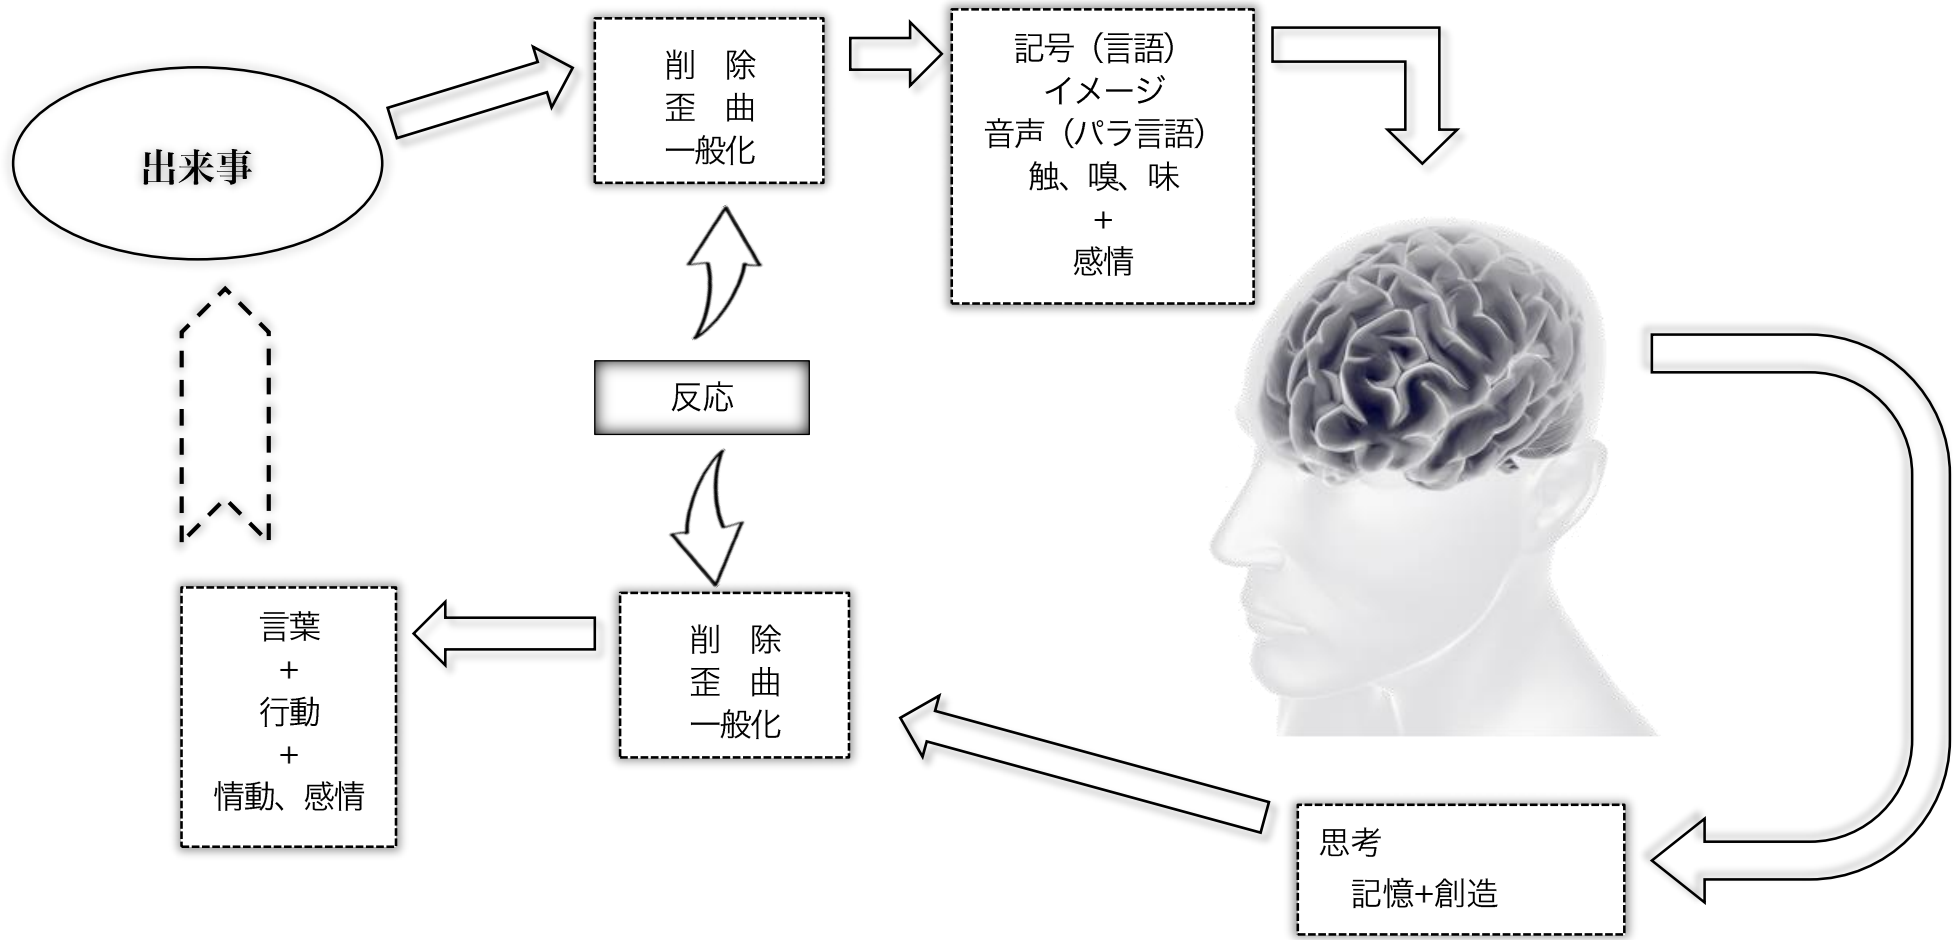 出来事
削　除
歪　曲
一般化
記号（言語）
イメージ
音声（パラ言語）
触、嗅、味
+
感情
反応
言葉
+
行動
+
情動、感情
削　除
歪　曲
一般化
思考
記憶+創造